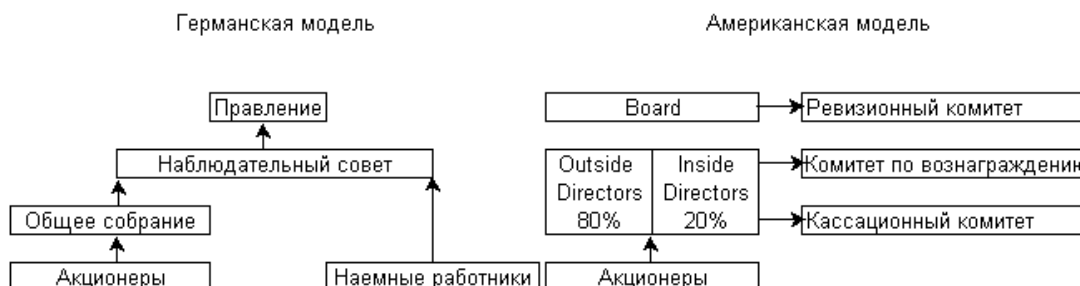 Германская модель
Американская модель
Правление
Board
Ревизионный комитет
Наблюдательный совет
Outside
Directors
80%
Inside
Directors
20%
Комитет по вознаграждению
Общее собрание
Кассационный комитет
Акционеры
Наемные работники
Акционеры